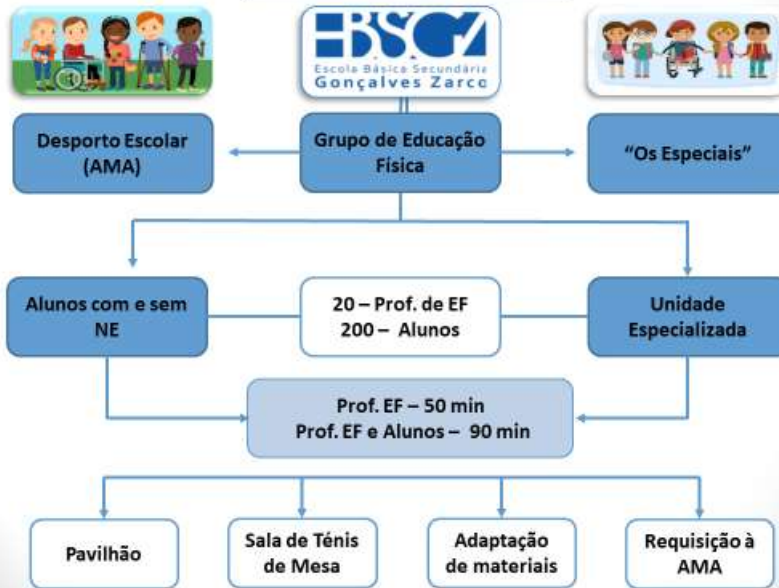 EBSGZ
Escola Básica Secundária
Gonçalves Zarco
Desporto Escolar
(AMA)
Grupo de Educação
Física
“Os Especiais”
Alunos com e sem
NE
20 – Prof. de EF
200 – Alunos
Unidade
Especializada
Prof. EF – 50 min
Prof. EF e Alunos – 90 min
Pavilhão
Sala de Ténis
de Mesa
Adaptação
de materiais
Requisição à
AMA